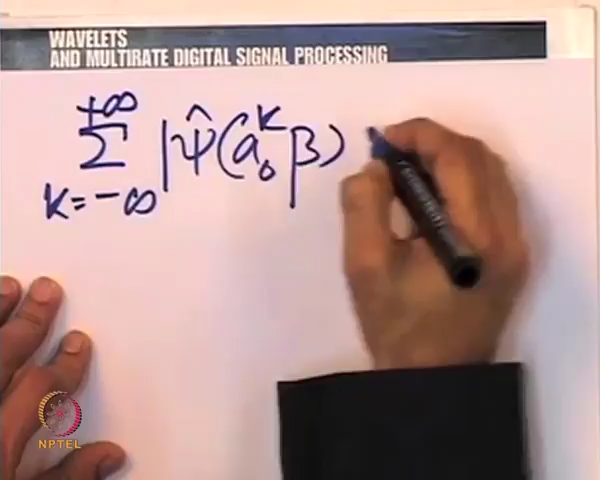 WAVELETS
AND MULTIRATE DIGITAL SIGNAL PROCESSING
+∞
Σ |ψ̂(a₀ᵏβ)
k=-∞
NPTEL